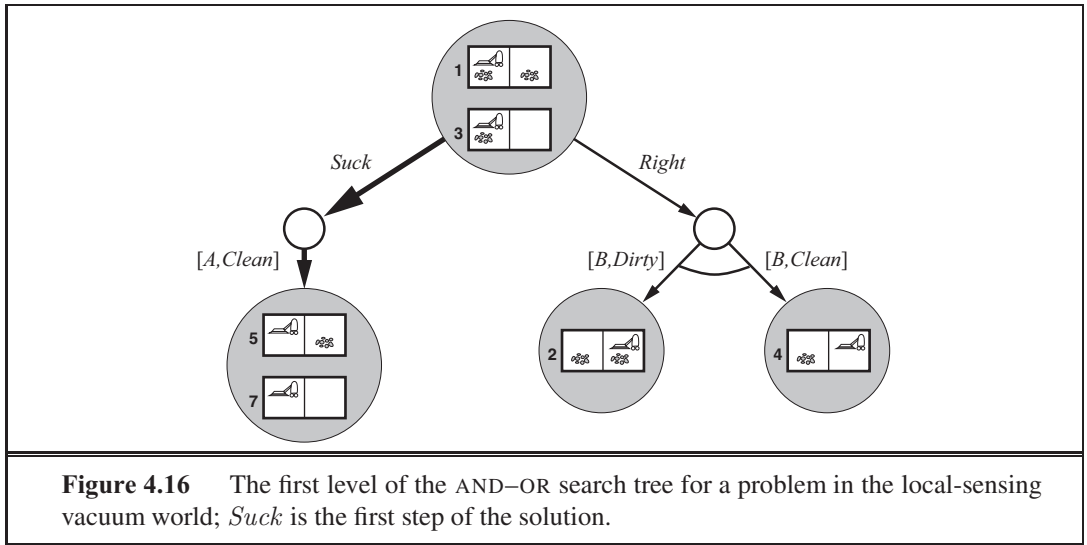 1
3
Suck
Right
[A,Clean]
[B,Dirty]
[B,Clean]
5
7
2
4
Figure 4.16 The first level of the AND–OR search tree for a problem in the local-sensing
vacuum world; Suck is the first step of the solution.